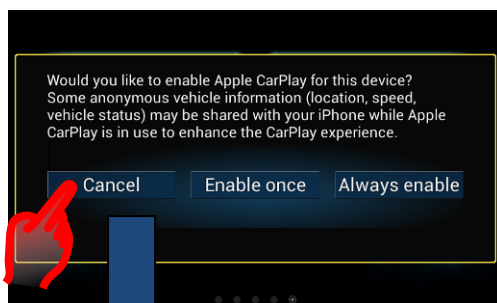 Would you like to enable Apple CarPlay for this device?
Some anonymous vehicle information (location, speed,
vehicle status) may be shared with your iPhone while Apple
CarPlay is in use to enhance the CarPlay experience.
Cancel Enable once Always enable